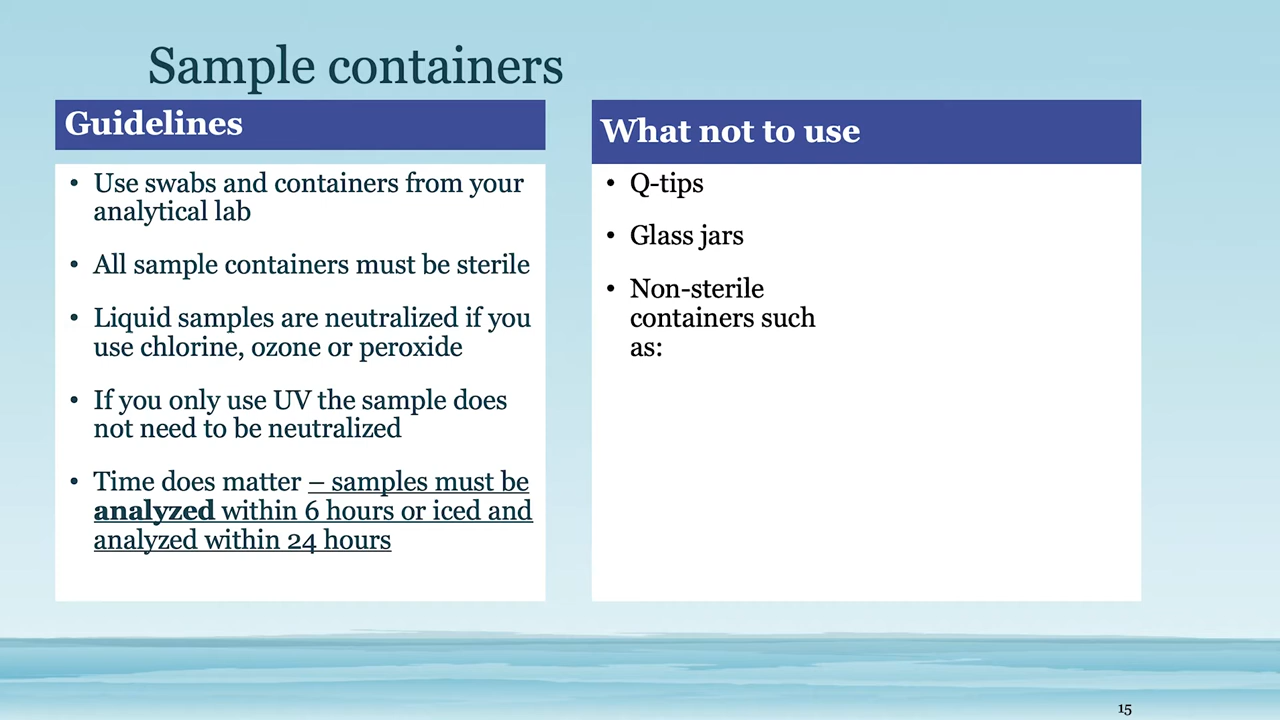 Sample containers
Guidelines
• Use swabs and containers from your
analytical lab
• All sample containers must be sterile
• Liquid samples are neutralized if you
use chlorine, ozone or peroxide
• If you only use UV the sample does
not need to be neutralized
• Time does matter – samples must be
analyzed within 6 hours or iced and
analyzed within 24 hours
What not to use
• Q-tips
• Glass jars
• Non-sterile
containers such
as:
15